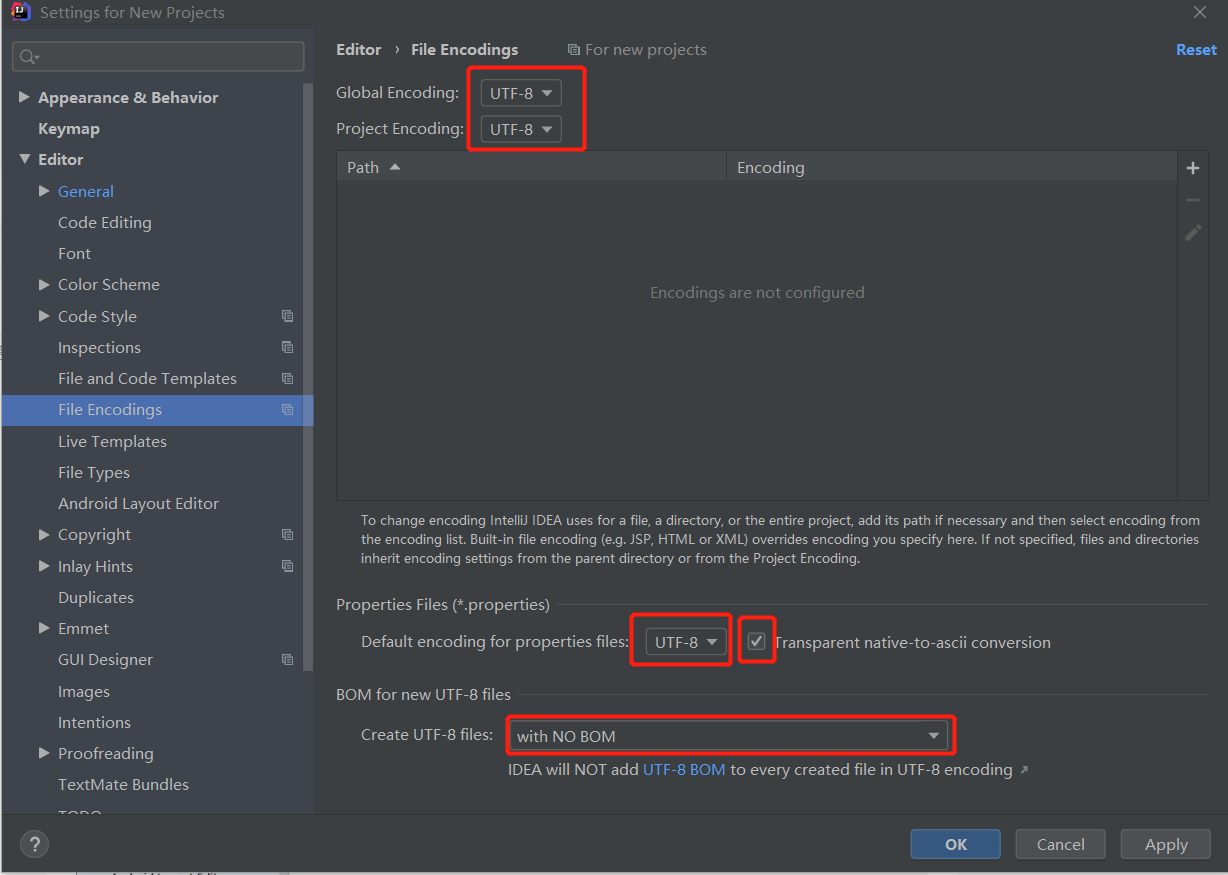 Settings for New Projects
Editor › File Encodings For new projects Reset
Global Encoding: UTF-8
Project Encoding: UTF-8
Path Encoding
Encodings are not configured
To change encoding IntelliJ IDEA uses for a file, a directory, or the entire project, add its path if necessary and then select encoding from
the encoding list. Built-in file encoding (e.g. JSP, HTML or XML) overrides encoding you specify here. If not specified, files and directories
inherit encoding settings from the parent directory or from the Project Encoding.
Properties Files (*.properties)
Default encoding for properties files: UTF-8 Transparent native-to-ascii conversion
BOM for new UTF-8 files
Create UTF-8 files: with NO BOM
IDEA will NOT add UTF-8 BOM to every created file in UTF-8 encoding ↗
Appearance & Behavior
Keymap
Editor
General
Code Editing
Font
Color Scheme
Code Style
Inspections
File and Code Templates
File Encodings
Live Templates
File Types
Android Layout Editor
Copyright
Inlay Hints
Duplicates
Emmet
GUI Designer
Images
Intentions
Proofreading
TextMate Bundles
TODO
?
OK
Cancel
Apply